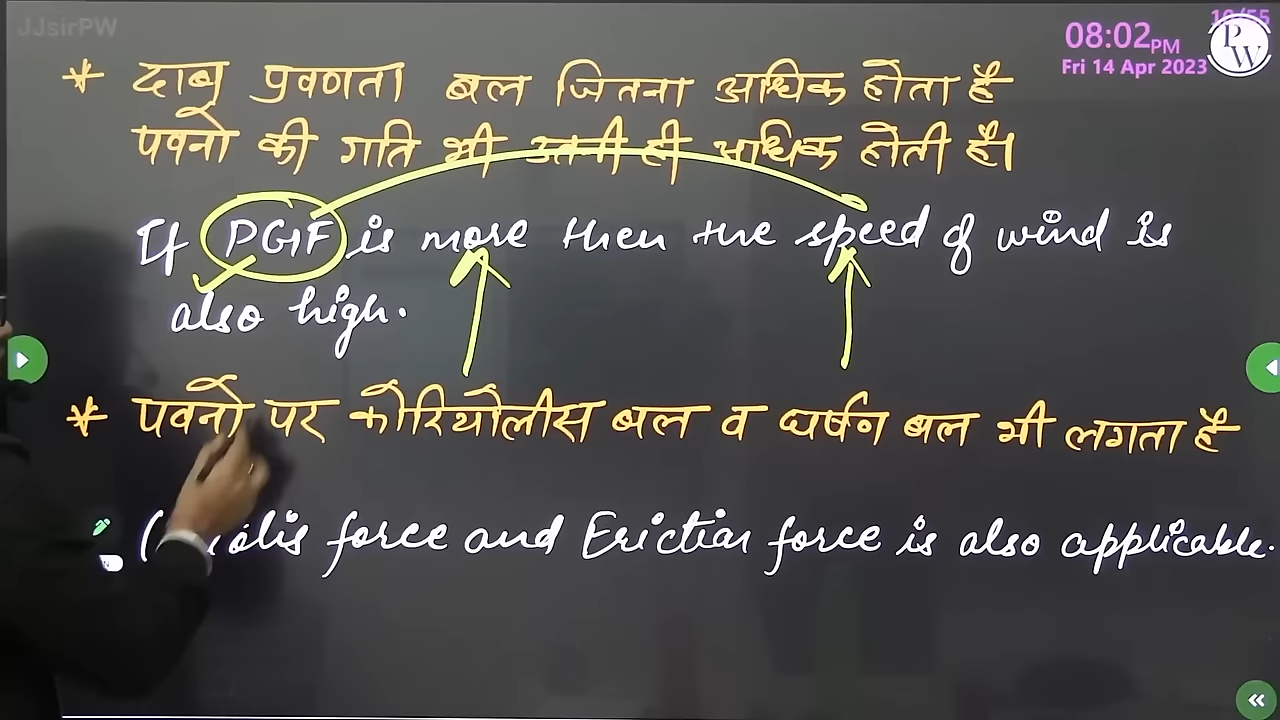 JJsirPW
08:02PM
Fri 14 Apr 2023
PW
* दाब प्रवणता बल जितना अधिक होता है
पवनो की गति भी उतनी ही अधिक होती है।
If PGF is more then the speed of wind is
also high.
* पवनो पर कोरियोलीस बल व घर्षण बल भी लगता है
force and Friction force is also applicable.